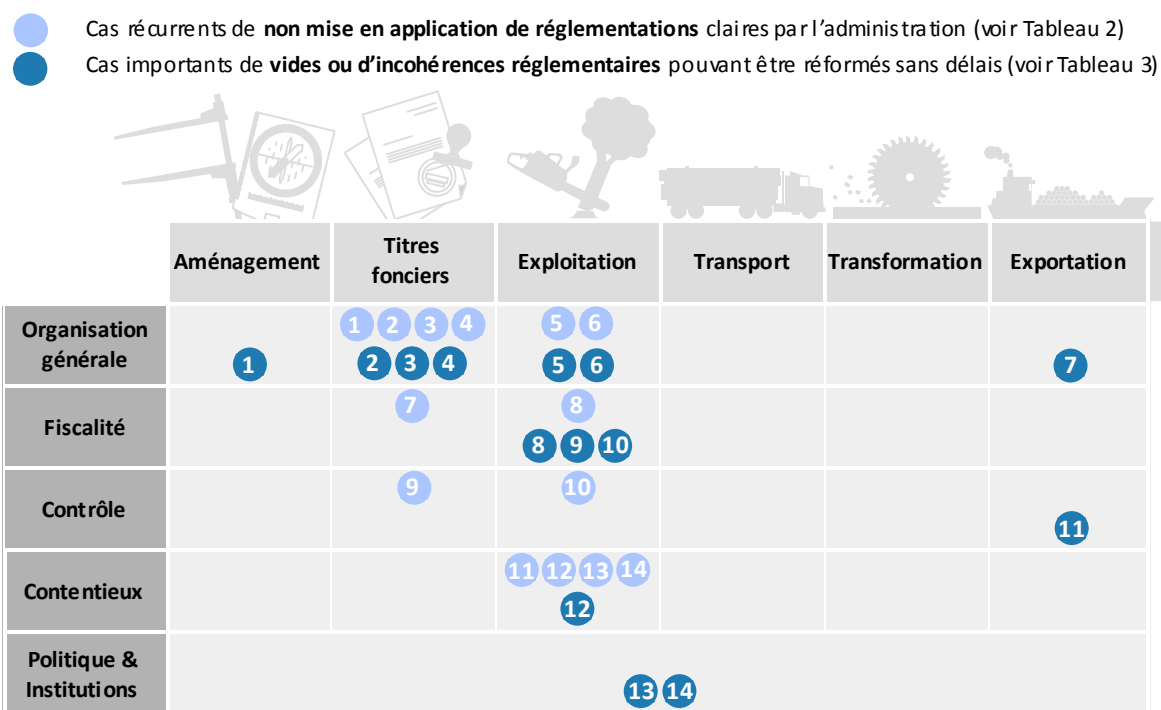 Cas récurrents de non mise en application de réglementations claires par l'administration (voir Tableau 2)
Cas importants de vides ou d'incohérences réglementaires pouvant être réformés sans délais (voir Tableau 3)
Aménagement
Titres
fonciers
Exploitation
Transport
Transformation
Exportation
Organisation
générale
1 2 3 4
5 6
1
2 3 4
5 6
7
Fiscalité
7
8
8 9 10
Contrôle
9
10
11
Contentieux
11 12 13 14
12
Politique &
Institutions
13 14